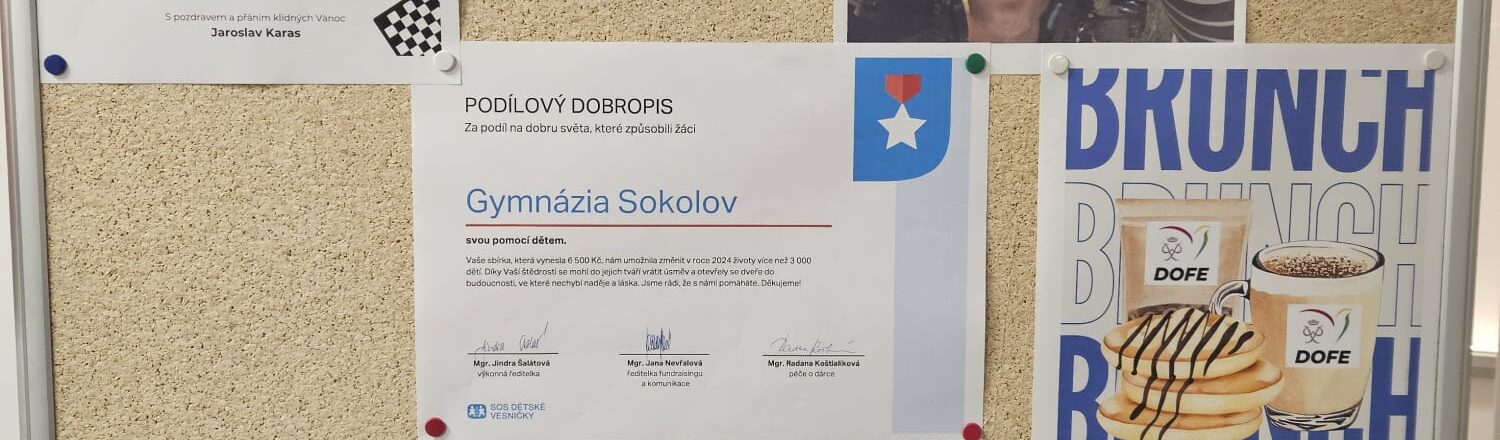 S pozdravem a přáním klidných Vánoc
Jaroslav Karas
PODÍLOVÝ DOBROPIS
Za podíl na dobru světa, které způsobili žáci
Gymnázia Sokolov
svou pomocí dětem.
Vaše sbírka, která vynesla 6 500 Kč, nám umožnila změnit v roce 2024 životy více než 3 000
dětí. Díky Vaší štědrosti se mohl do jejich tváří vrátit úsměv a otevřely se dveře do
budoucnosti, ve které nechybí naděje a láska. Jsme rádi, že s námi pomáháte. Děkujeme!
Mgr. Jindra Šalátová
výkonná ředitelka
Mgr. Jana Nevřalová
ředitelka fundraisingu
a komunikace
Mgr. Radana Koštialiková
péče o dárce
SOS DĚTSKÉ
VESNIČKY
BRUNCH
BRUNCH
DOFE
DOFE
BRUNCH